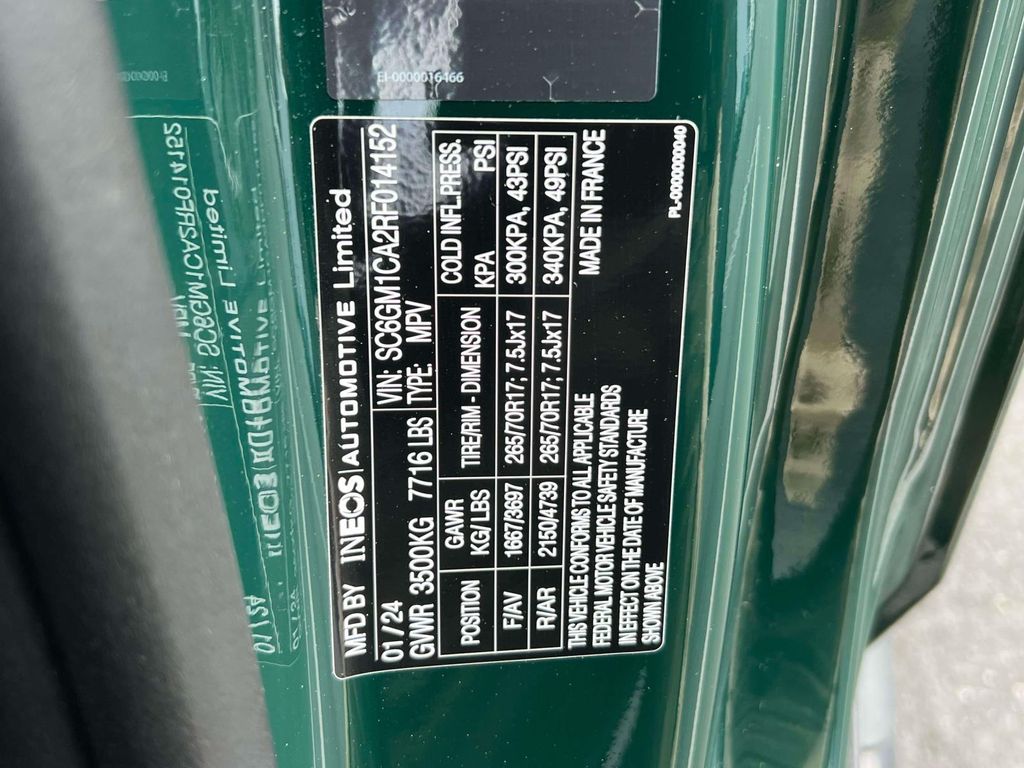 EI-0000016466
MFD BY INEOS AUTOMOTIVE Limited
01/24 VIN: SC6GM1CA2RF014152
GVWR 3500KG 7716 LBS TYPE: MPV
POSITION GAWR KG/LBS TIRE/RIM - DIMENSION COLD INFL.PRESS. KPA PSI
F/AV 1667/3697 265/70R17; 7.5Jx17 300KPA, 43PSI
R/AR 2150/4739 265/70R17; 7.5Jx17 340KPA, 49PSI
THIS VEHICLE CONFORMS TO ALL APPLICABLE MADE IN FRANCE
FEDERAL MOTOR VEHICLE SAFETY STANDARDS
IN EFFECT ON THE DATE OF MANUFACTURE
SHOWN ABOVE
PL-0000000040